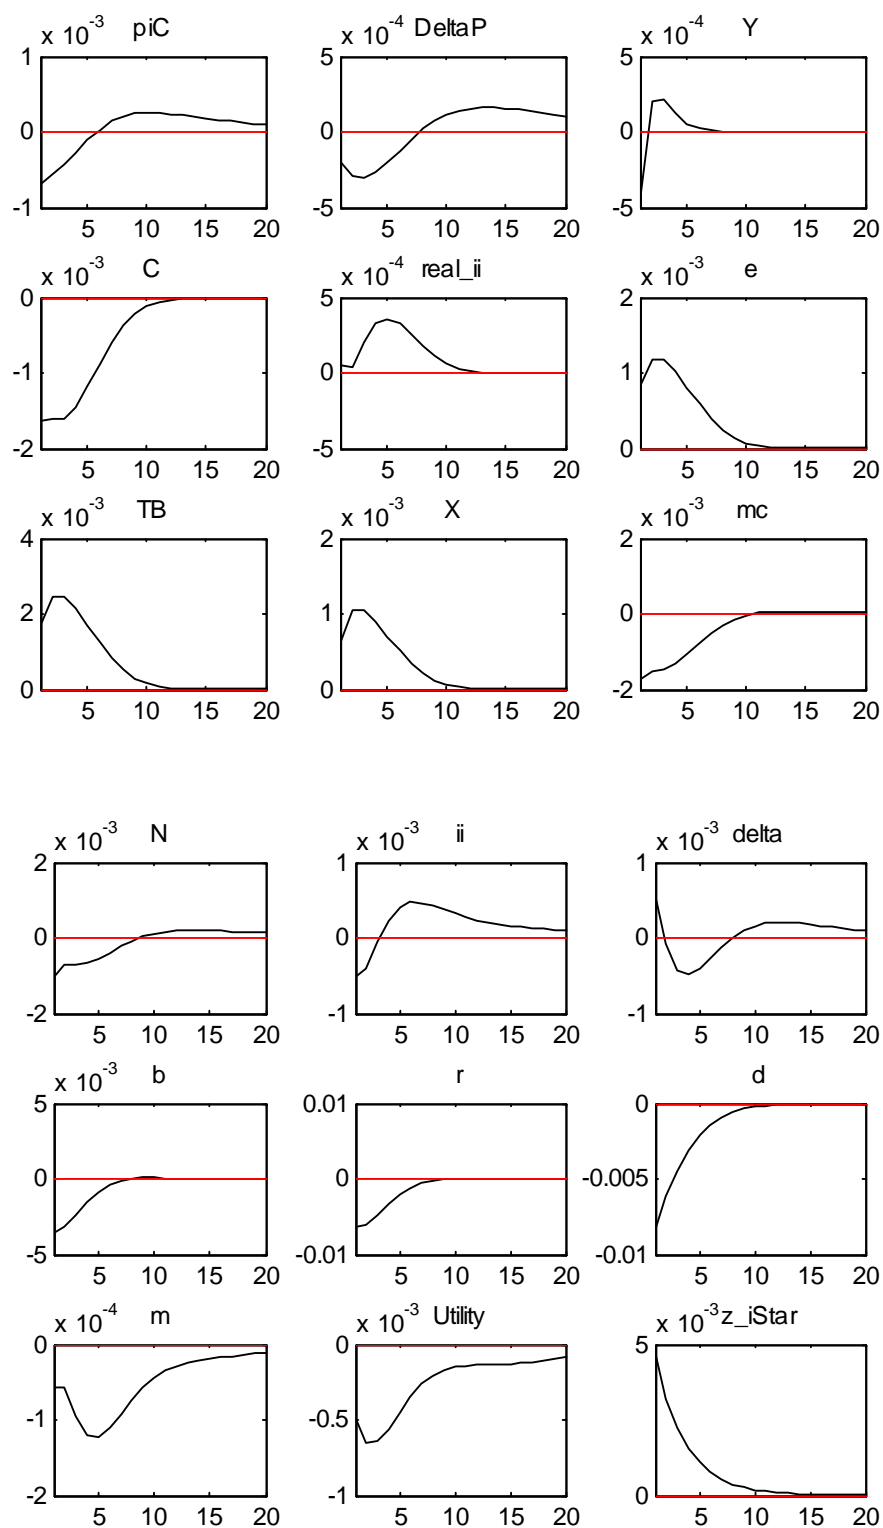 x 10^-3 piC x 10^-4 DeltaP x 10^-4 Y
1 5 5
0 0 0
-1 -5 -5
5 10 15 20 5 10 15 20 5 10 15 20
x 10^-3 C x 10^-4 real_ii x 10^-3 e
0 5 2
-1 0 1
-2 -5 0
5 10 15 20 5 10 15 20 5 10 15 20
x 10^-3 TB x 10^-3 X x 10^-3 mc
4 2 2
2 1 0
0 0 -2
5 10 15 20 5 10 15 20 5 10 15 20
x 10^-3 N x 10^-3 ii x 10^-3 delta
2 1 1
0 0 0
-2 -1 -1
5 10 15 20 5 10 15 20 5 10 15 20
x 10^-3 b r d
5 0.01 0
0 0 -0.005
-5 -0.01 -0.01
5 10 15 20 5 10 15 20 5 10 15 20
x 10^-4 m x 10^-3 Utility x 10^-3 z_iStar
0 0 5
-1 -0.5
-2 -1 0
5 10 15 20 5 10 15 20 5 10 15 20